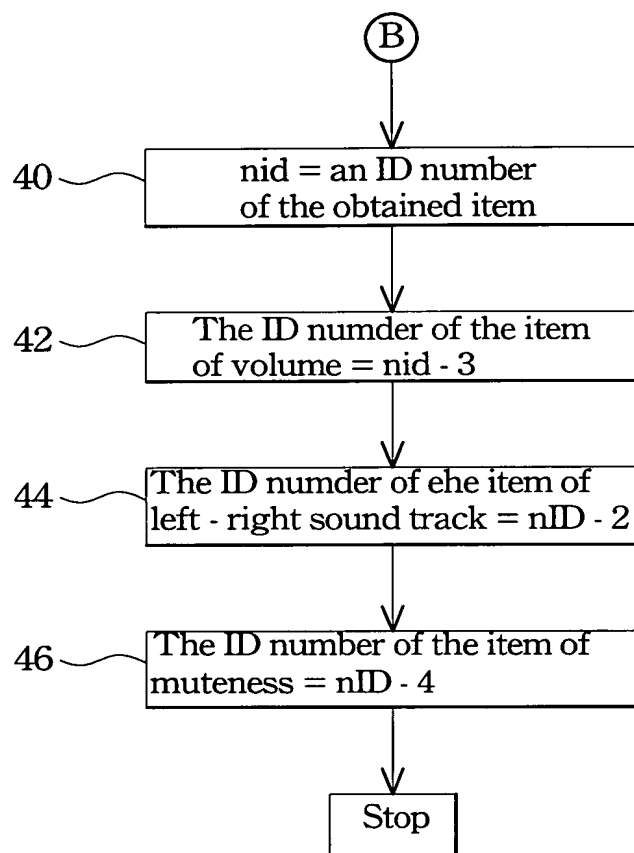 B
40
nid = an ID number
of the obtained item
42
The ID numder of the item
of volume = nid - 3
44
The ID numder of ehe item of
left - right sound track = nID - 2
46
The ID number of the item of
muteness = nID - 4
Stop